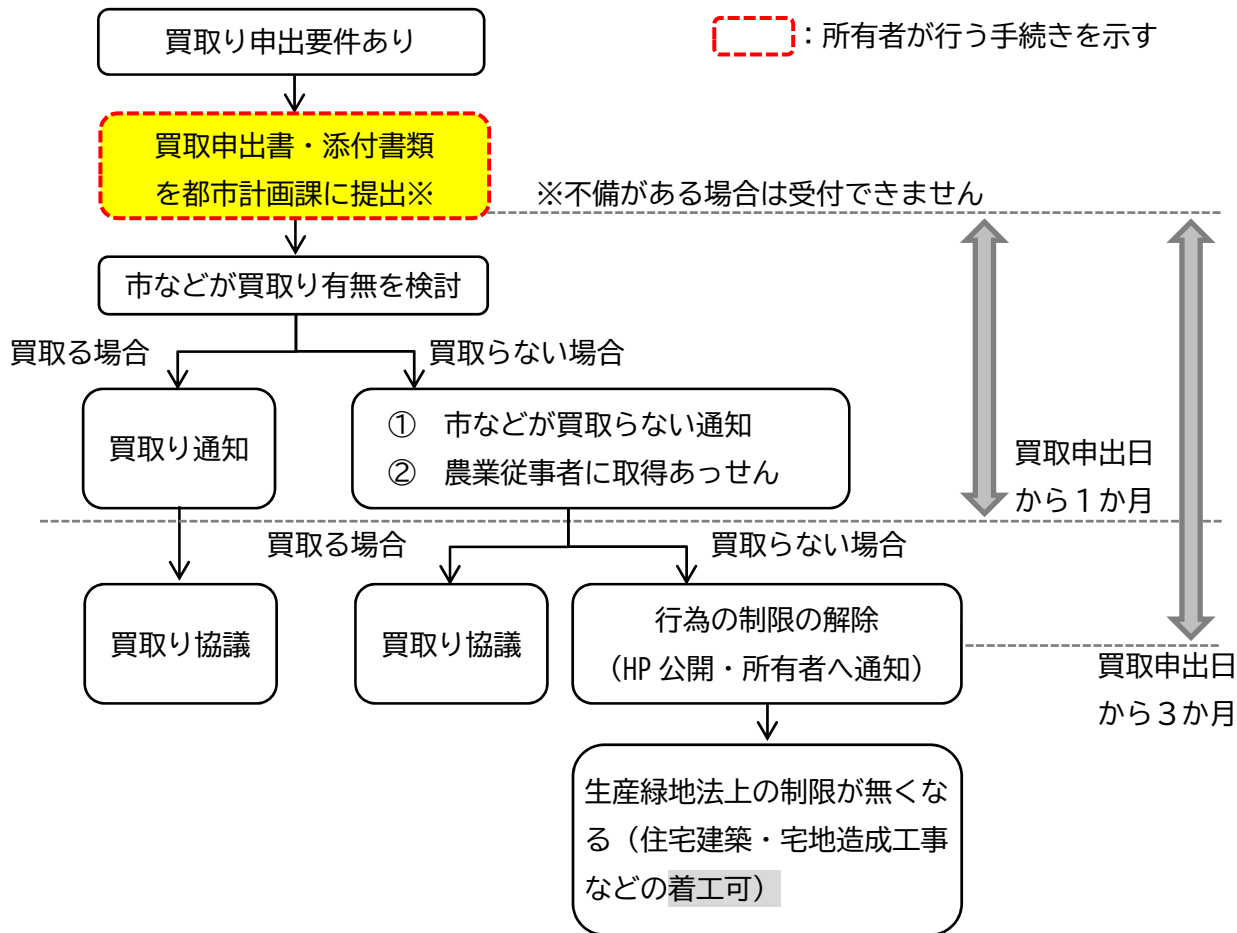 買取り申出要件あり
：所有者が行う手続きを示す
買取申出書・添付書類
を都市計画課に提出※
※不備がある場合は受付できません
市などが買取り有無を検討
買取る場合
買取らない場合
買取り通知
①　市などが買取らない通知
②　農業従事者に取得あっせん
買取申出日
から１か月
買取る場合
買取らない場合
買取り協議
買取り協議
行為の制限の解除
（HP 公開・所有者へ通知）
買取申出日
から３か月
生産緑地法上の制限が無くな
る（住宅建築・宅地造成工事
などの着工可）